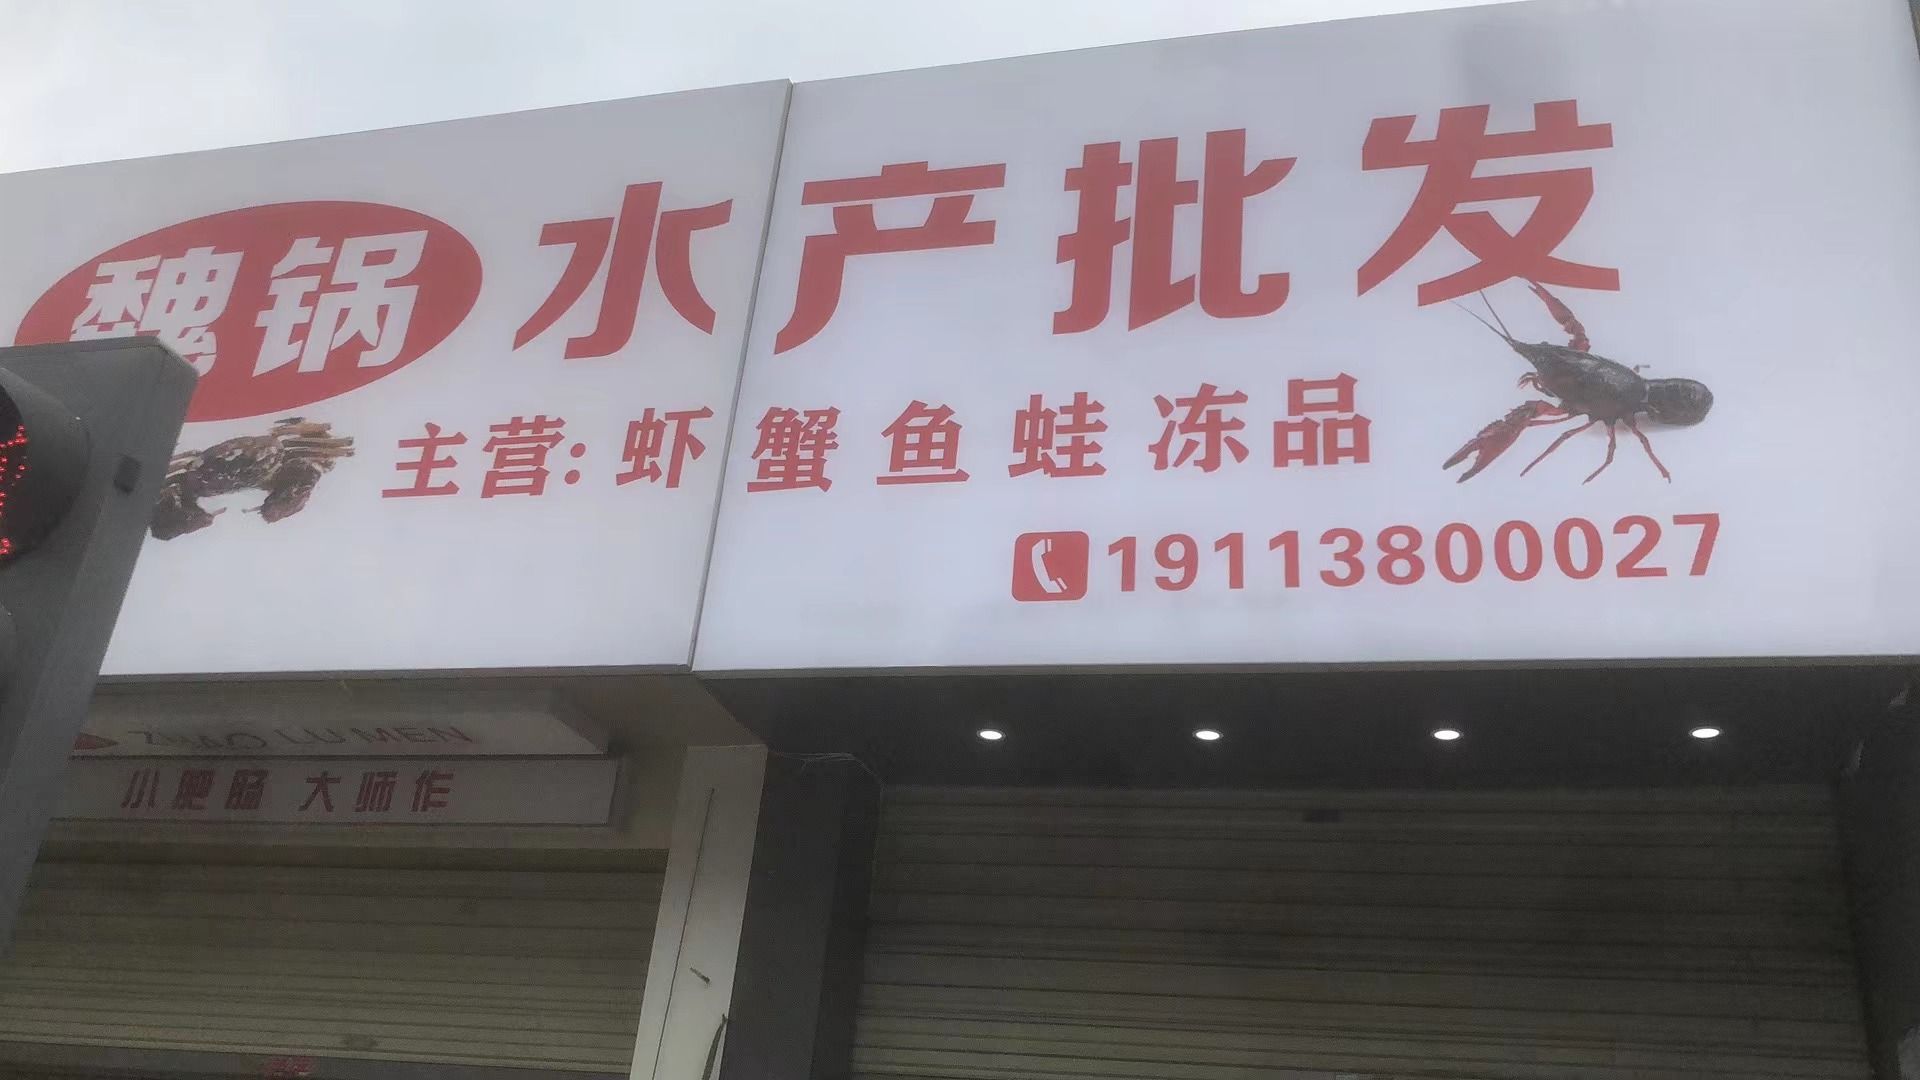 魏锅 水产批发
主营: 虾 蟹 鱼 蛙 冻品
19113800027
小肥肠 大师作